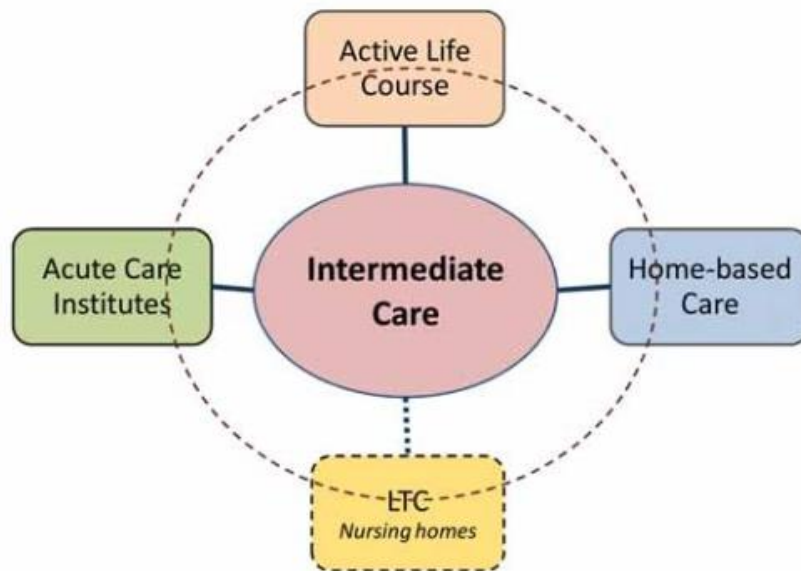 Active Life
Course
Acute Care
Institutes
Intermediate
Care
Home-based
Care
LTC
Nursing homes